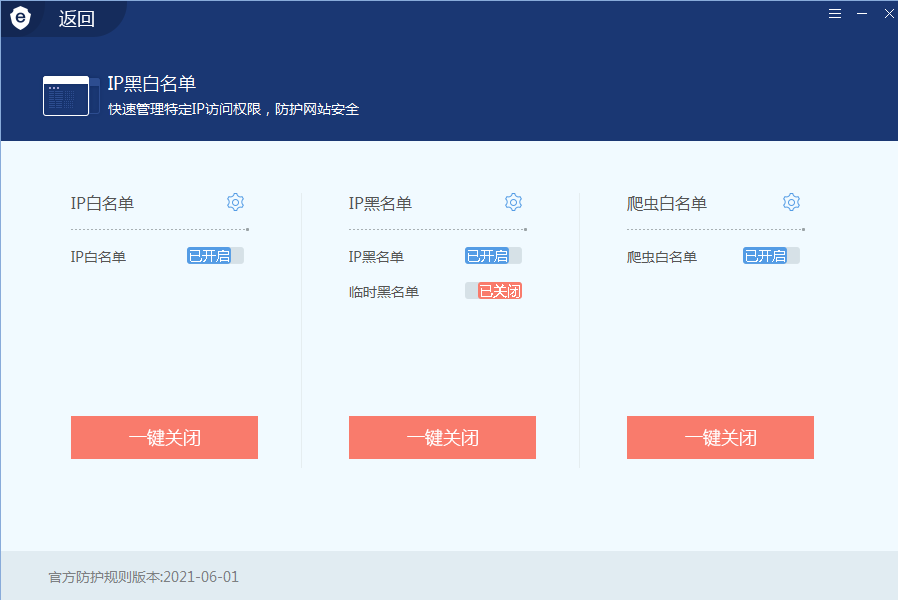 返回
IP黑白名单
快速管理特定IP访问权限，防护网站安全
IP白名单
IP白名单 已开启
一键关闭
IP黑名单
IP黑名单 已开启
临时黑名单 已关闭
一键关闭
爬虫白名单
爬虫白名单 已开启
一键关闭
官方防护规则版本:2021-06-01